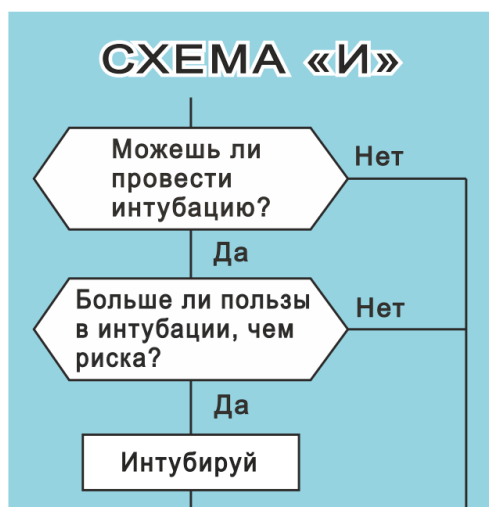 СХЕМА «И»
Можешь ли
провести
интубацию?
Нет
Да
Больше ли пользы
в интубации, чем
риска?
Нет
Да
Интубируй